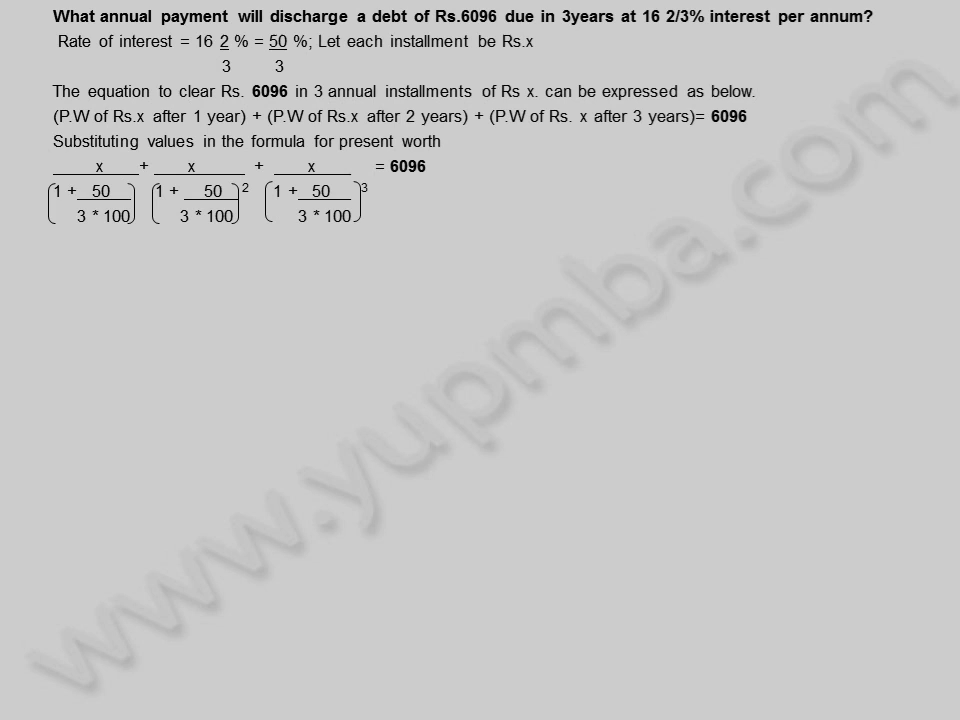 What annual payment will discharge a debt of Rs.6096 due in 3years at 16 2/3% interest per annum?
Rate of interest = 16 2 % = 50 %; Let each installment be Rs.x
3 3
The equation to clear Rs. 6096 in 3 annual installments of Rs x. can be expressed as below.
(P.W of Rs.x after 1 year) + (P.W of Rs.x after 2 years) + (P.W of Rs. x after 3 years)= 6096
Substituting values in the formula for present worth
x + x + x = 6096
(1 + 50) (1 + 50)2 (1 + 50)3
3 * 100 3 * 100 3 * 100
www.yupmba.com